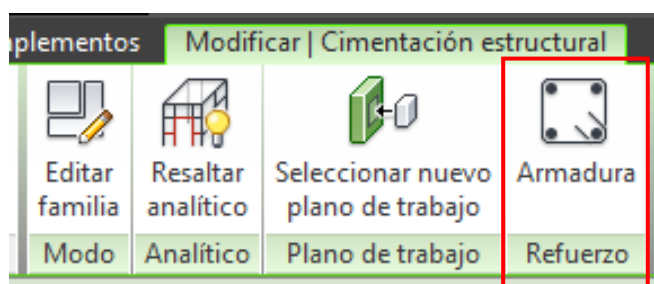 plementos Modificar | Cimentación estructural
Editar familia
Resaltar analítico
Seleccionar nuevo plano de trabajo
Armadura
Modo Analítico Plano de trabajo Refuerzo